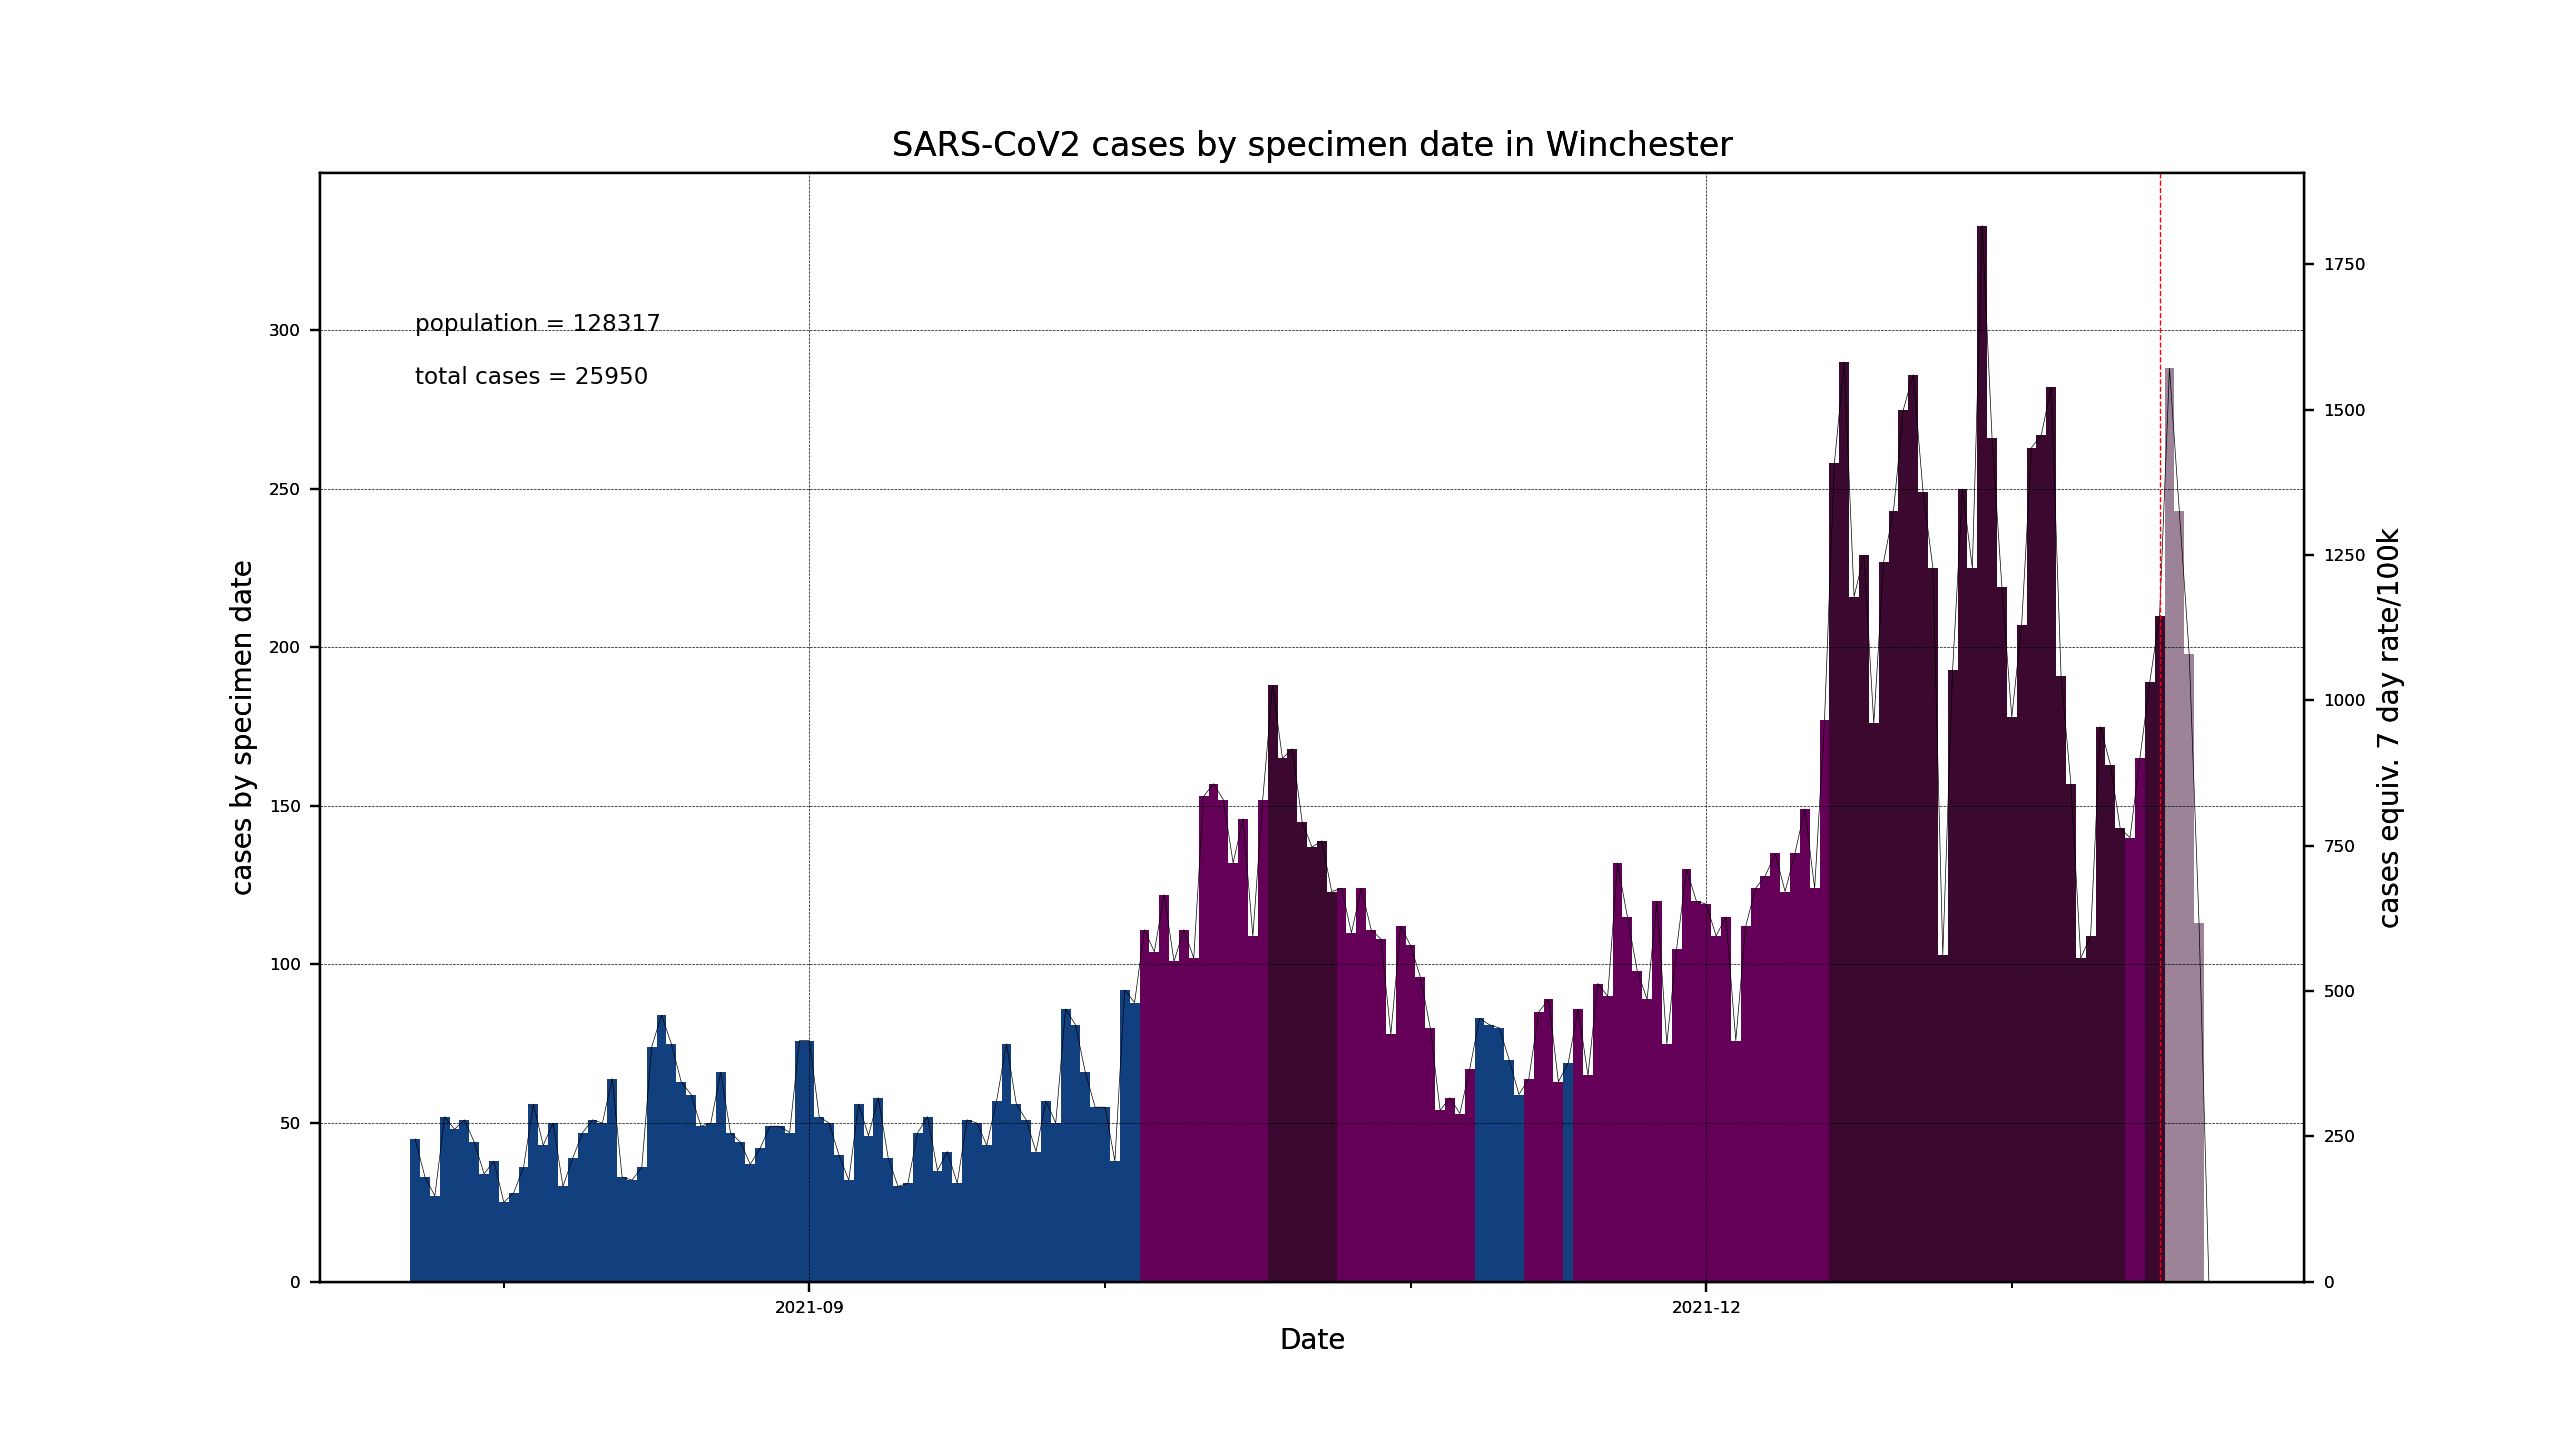 SARS-CoV2 cases by specimen date in Winchester
population = 128317
total cases = 25950
cases by specimen date
300
250
200
150
100
50
0
1750
1500
1250
1000
750
500
250
0
cases equiv. 7 day rate/100k
2021-09
2021-12
Date